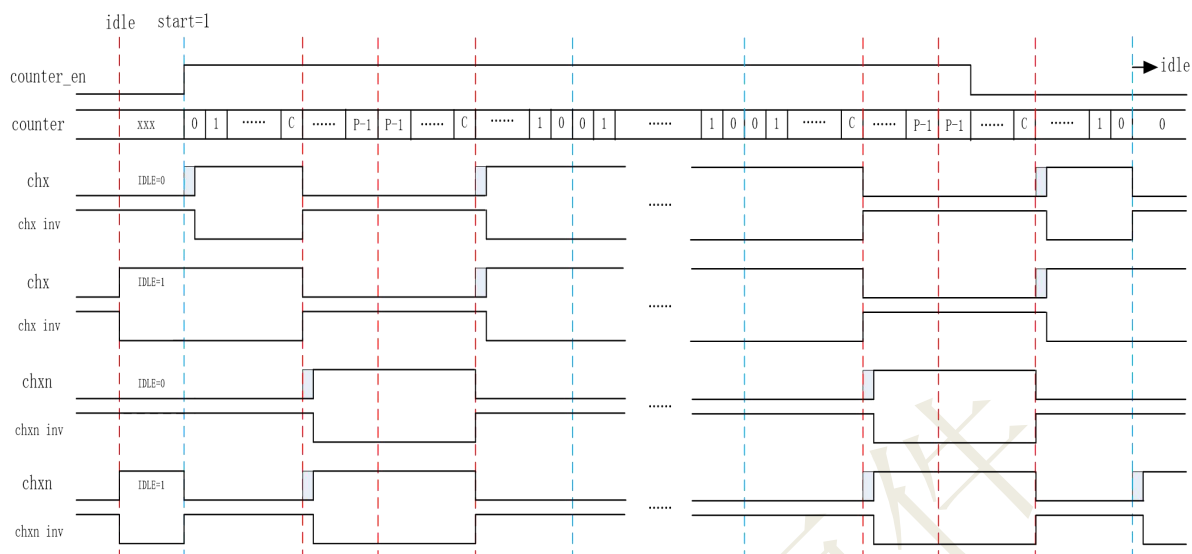 idle start=1
counter_en idle
counter xxx 0 1 ...... C ...... P-1 P-1 ...... C ...... 1 0 0 1 ...... 1 0 0 1 ...... C ...... P-1 P-1 ...... C ...... 1 0 0
chx IDLE=0
......
chx inv
chx IDLE=1
......
chx inv
chxn IDLE=0
......
chxn inv
chxn IDLE=1
......
chxn inv